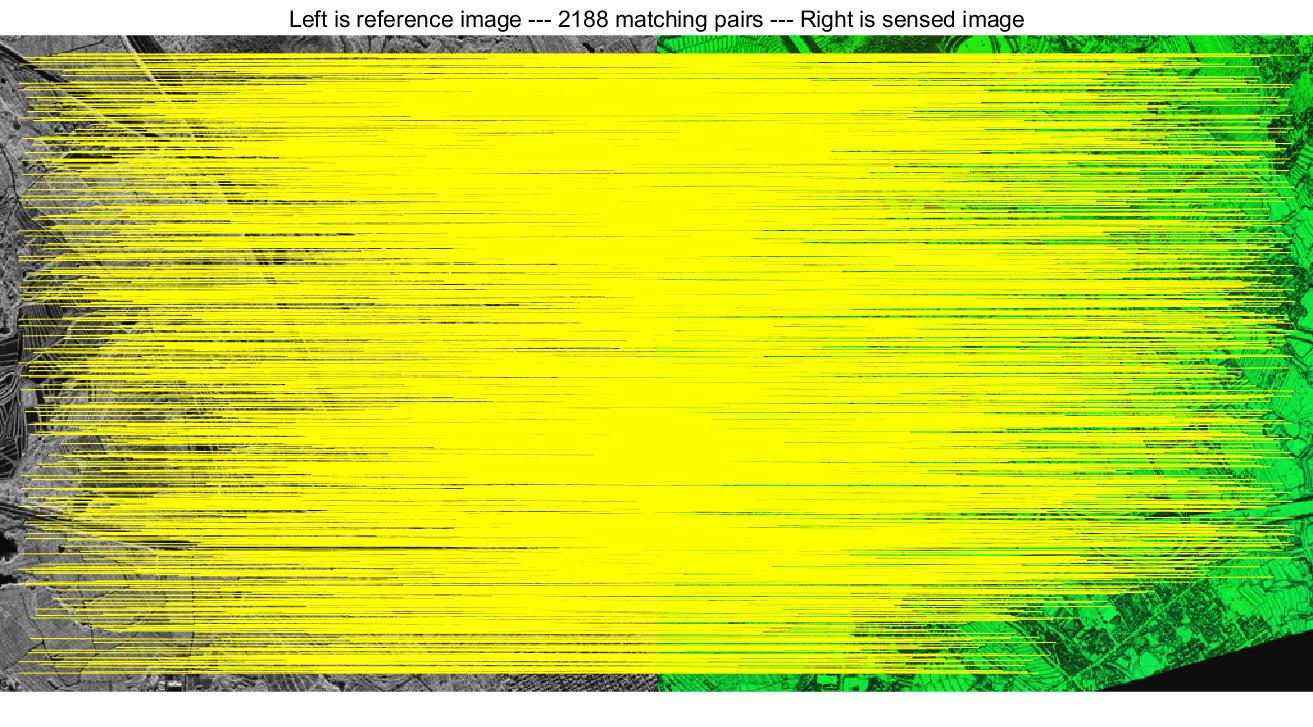 Left is reference image --- 2188 matching pairs --- Right is sensed image